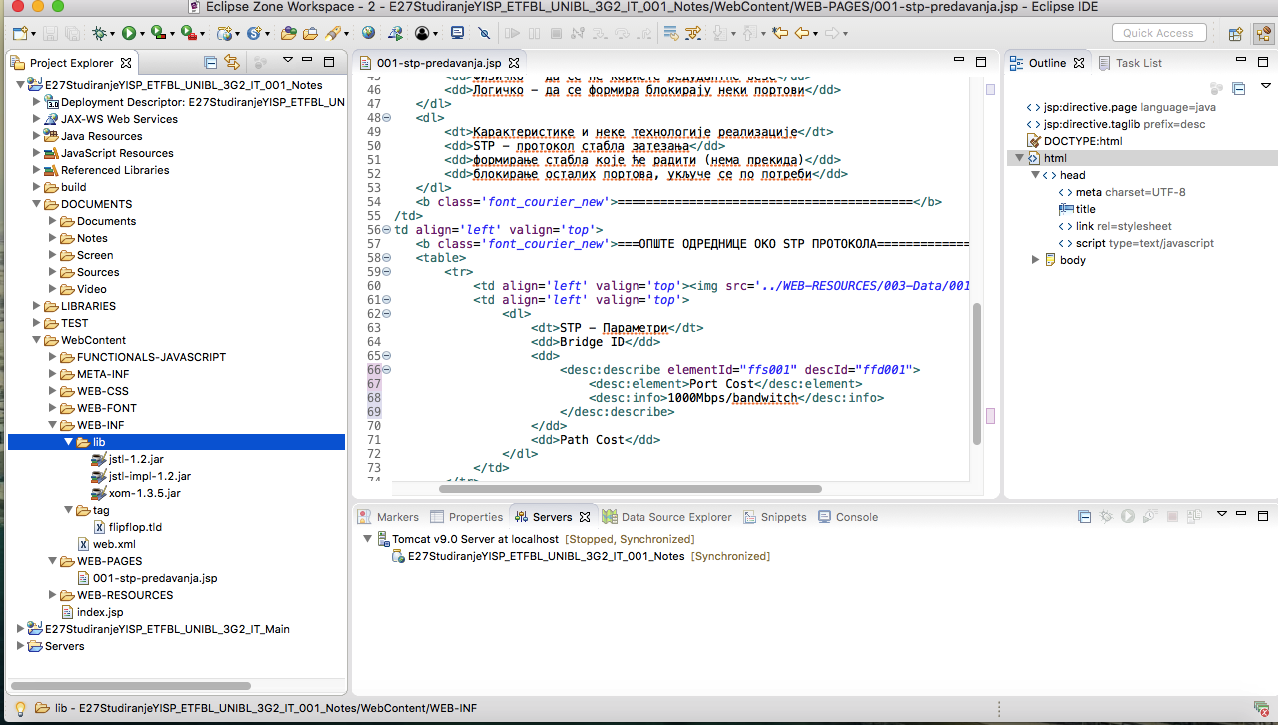 Eclipse Zone Workspace - 2 - E27StudiranjeYISP_ETFBL_UNIBL_3G2_IT_001_Notes/WebContent/WEB-PAGES/001-stp-predavanja.jsp - Eclipse IDE
Quick Access
Project Explorer
E27StudiranjeYISP_ETFBL_UNIBL_3G2_IT_001_Notes
Deployment Descriptor: E27StudiranjeYISP_ETFBL_UN
JAX-WS Web Services
Java Resources
JavaScript Resources
Referenced Libraries
build
DOCUMENTS
Documents
Notes
Screen
Sources
Video
LIBRARIES
TEST
WebContent
FUNCTIONALS-JAVASCRIPT
META-INF
WEB-CSS
WEB-FONT
WEB-INF
lib
jstl-1.2.jar
jstl-impl-1.2.jar
xom-1.3.5.jar
tag
flipflop.tld
web.xml
WEB-PAGES
001-stp-predavanja.jsp
WEB-RESOURCES
index.jsp
E27StudiranjeYISP_ETFBL_UNIBL_3G2_IT_Main
Servers
001-stp-predavanja.jsp
45 <dd>Физичко - да се не користе редудантне везе</dd>
46 <dd>Логичко - да се формира блокирају неки портови</dd>
47 </dl>
48 <dl>
49 <dt>Карактеристике и неке технологије реализације</dt>
50 <dd>STP - протокол стабла затезања</dd>
51 <dd>формирање стабла које ће радити (нема прекида)</dd>
52 <dd>блокирање осталих портова, укључе се по потреби</dd>
53 </dl>
54 <b class='font_courier_new'>=========================================</b>
55 /td>
56 td align='left' valign='top'>
57 <b class='font_courier_new'>===ОПШТЕ ОДРЕДНИЦЕ ОКО STP ПРОТОКОЛА=============
58 <table>
59 <tr>
60 <td align='left' valign='top'><img src='../WEB-RESOURCES/003-Data/001
61 <td align='left' valign='top'>
62 <dl>
63 <dt>STP - Параметри</dt>
64 <dd>Bridge ID</dd>
65 <dd>
66 <desc:describe elementId="ffs001" descId="ffd001">
67 <desc:element>Port Cost</desc:element>
68 <desc:info>1000Mbps/bandwitch</desc:info>
69 </desc:describe>
70 </dd>
71 <dd>Path Cost</dd>
72 </dl>
73 </td>
74 </tr>
Outline
Task List
jsp:directive.page language=java
jsp:directive.taglib prefix=desc
DOCTYPE:html
html
head
meta charset=UTF-8
title
link rel=stylesheet
script type=text/javascript
body
Markers
Properties
Servers
Data Source Explorer
Snippets
Console
Tomcat v9.0 Server at localhost [Stopped, Synchronized]
E27StudiranjeYISP_ETFBL_UNIBL_3G2_IT_001_Notes [Synchronized]
lib - E27StudiranjeYISP_ETFBL_UNIBL_3G2_IT_001_Notes/WebContent/WEB-INF